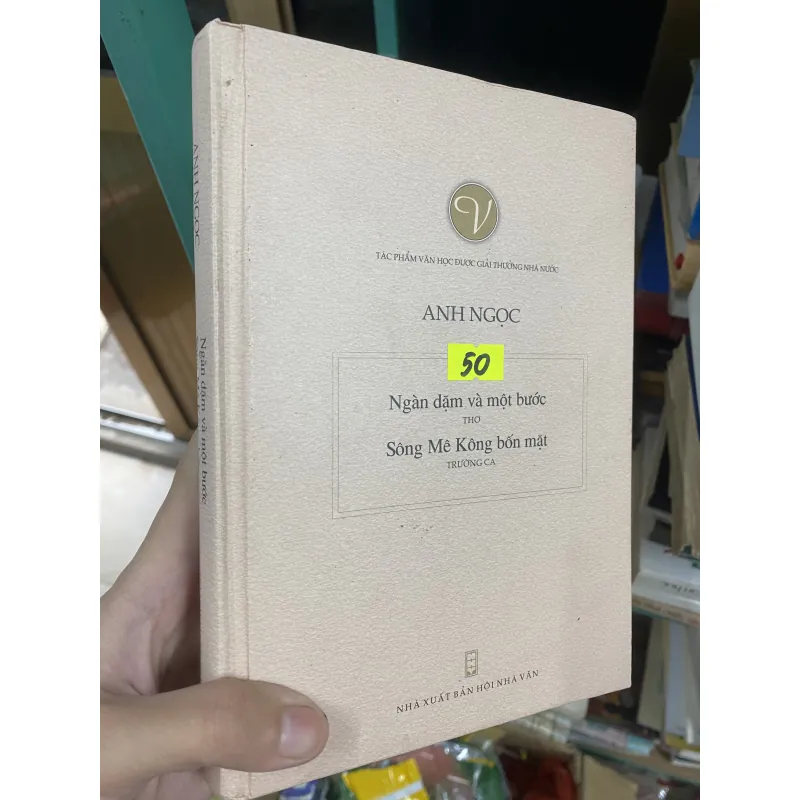 ANH NGỌC
Ngàn dặm và một bước
V
TÁC PHẨM VĂN HỌC ĐƯỢC GIẢI THƯỞNG NHÀ NƯỚC
ANH NGỌC
50
Ngàn dặm và một bước
THƠ
Sông Mê Kông bốn mặt
TRƯỜNG CA
NHÀ XUẤT BẢN HỘI NHÀ VĂN